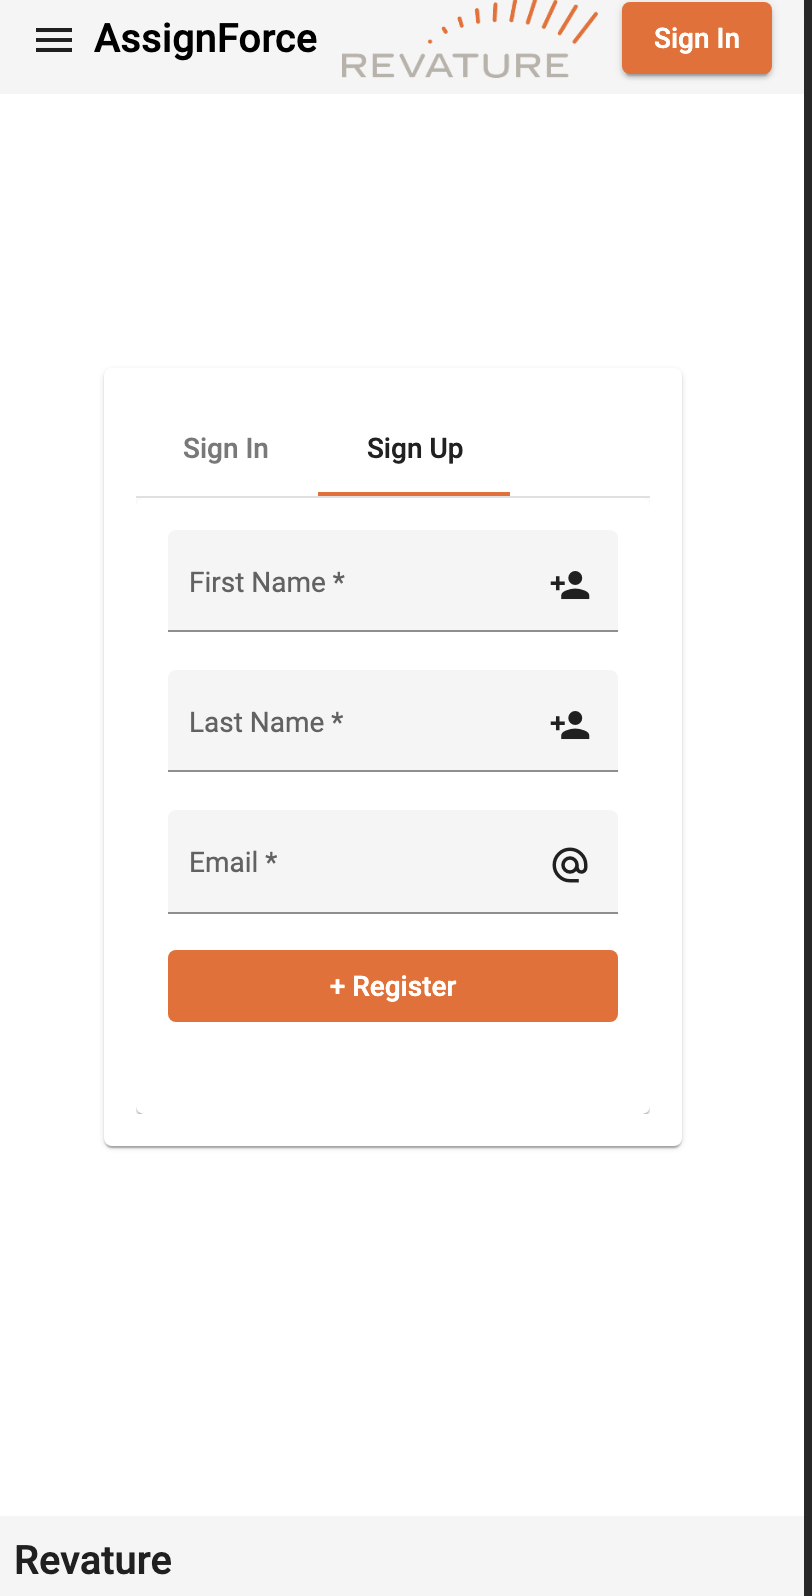 AssignForce
REVATURE
Sign In
Sign In
Sign Up
First Name *
Last Name *
Email *
@
+ Register
Revature